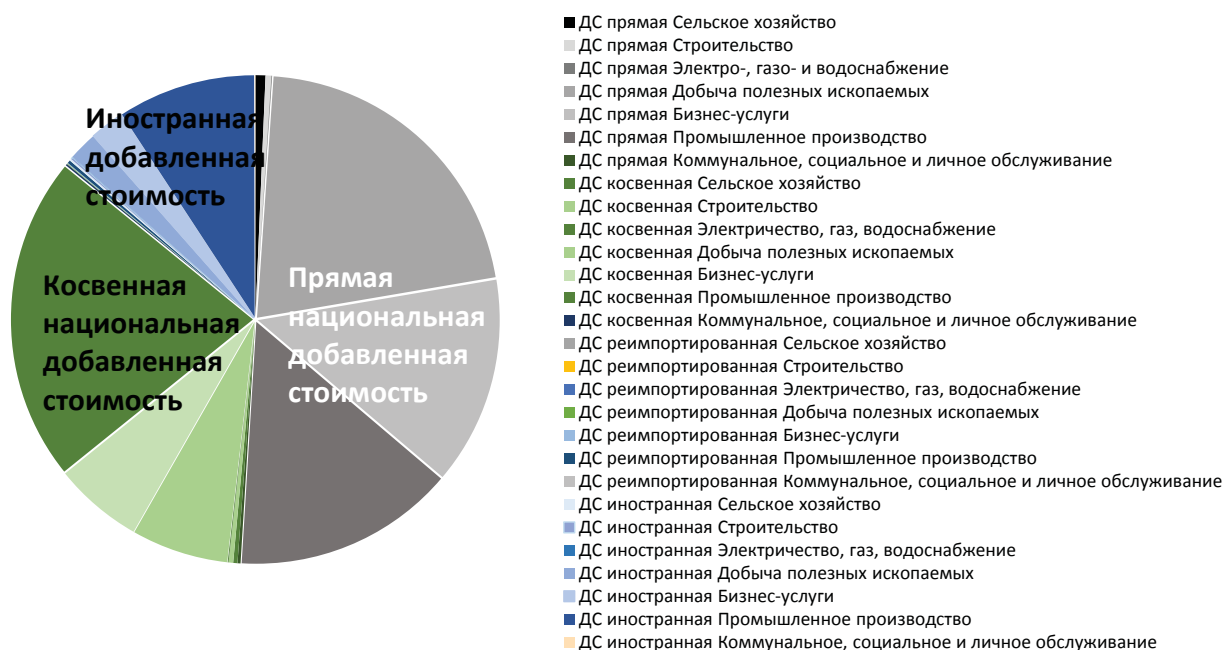 Иностранная
добавленная
стоимость
Косвенная
национальная
добавленная
стоимость
Прямая
национальная
добавленная
стоимость
ДС прямая Сельское хозяйство
ДС прямая Строительство
ДС прямая Электро-, газо- и водоснабжение
ДС прямая Добыча полезных ископаемых
ДС прямая Бизнес-услуги
ДС прямая Промышленное производство
ДС прямая Коммунальное, социальное и личное обслуживание
ДС косвенная Сельское хозяйство
ДС косвенная Строительство
ДС косвенная Электричество, газ, водоснабжение
ДС косвенная Добыча полезных ископаемых
ДС косвенная Бизнес-услуги
ДС косвенная Промышленное производство
ДС косвенная Коммунальное, социальное и личное обслуживание
ДС реимпортированная Сельское хозяйство
ДС реимпортированная Строительство
ДС реимпортированная Электричество, газ, водоснабжение
ДС реимпортированная Добыча полезных ископаемых
ДС реимпортированная Бизнес-услуги
ДС реимпортированная Промышленное производство
ДС реимпортированная Коммунальное, социальное и личное обслуживание
ДС иностранная Сельское хозяйство
ДС иностранная Строительство
ДС иностранная Электричество, газ, водоснабжение
ДС иностранная Добыча полезных ископаемых
ДС иностранная Бизнес-услуги
ДС иностранная Промышленное производство
ДС иностранная Коммунальное, социальное и личное обслуживание